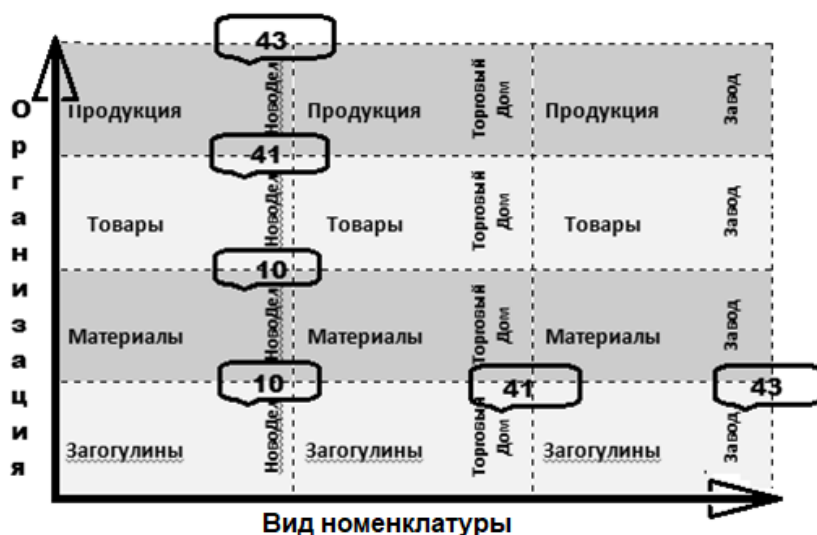 43
Организация
Продукция
НовоДел
Продукция
Торговый
Дом
Продукция
Завод
41
Товары
НовоДел
Товары
Торговый
Дом
Товары
Завод
10
Материалы
НовоДел
Материалы
Торговый
Дом
Материалы
Завод
10
41
43
Загогулины
НовоДел
Загогулины
Торговый
Дом
Загогулины
Завод
Вид номенклатуры